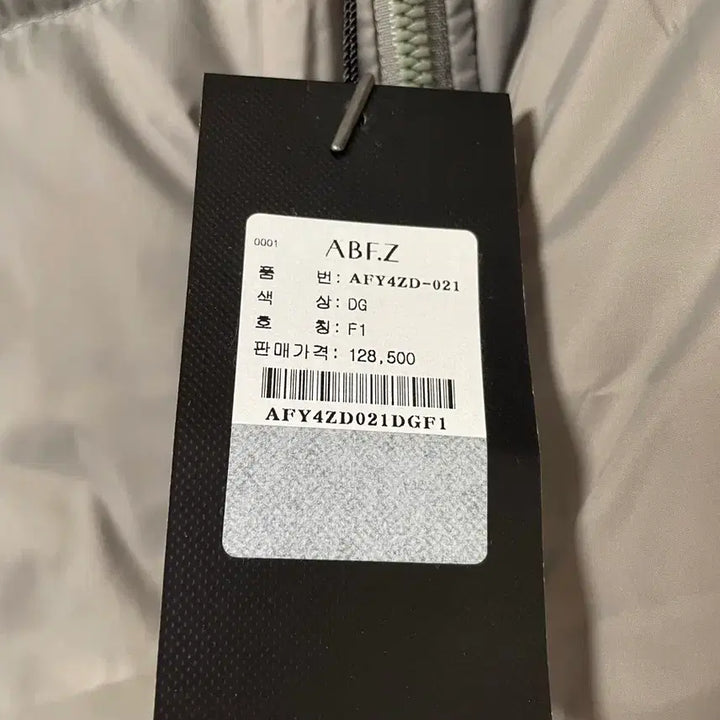 0001
ABF.Z
품 번: AFY4ZD-021
색 상: DG
호 칭: F1
판매가격: 128,500
AFY4ZD021DGF1